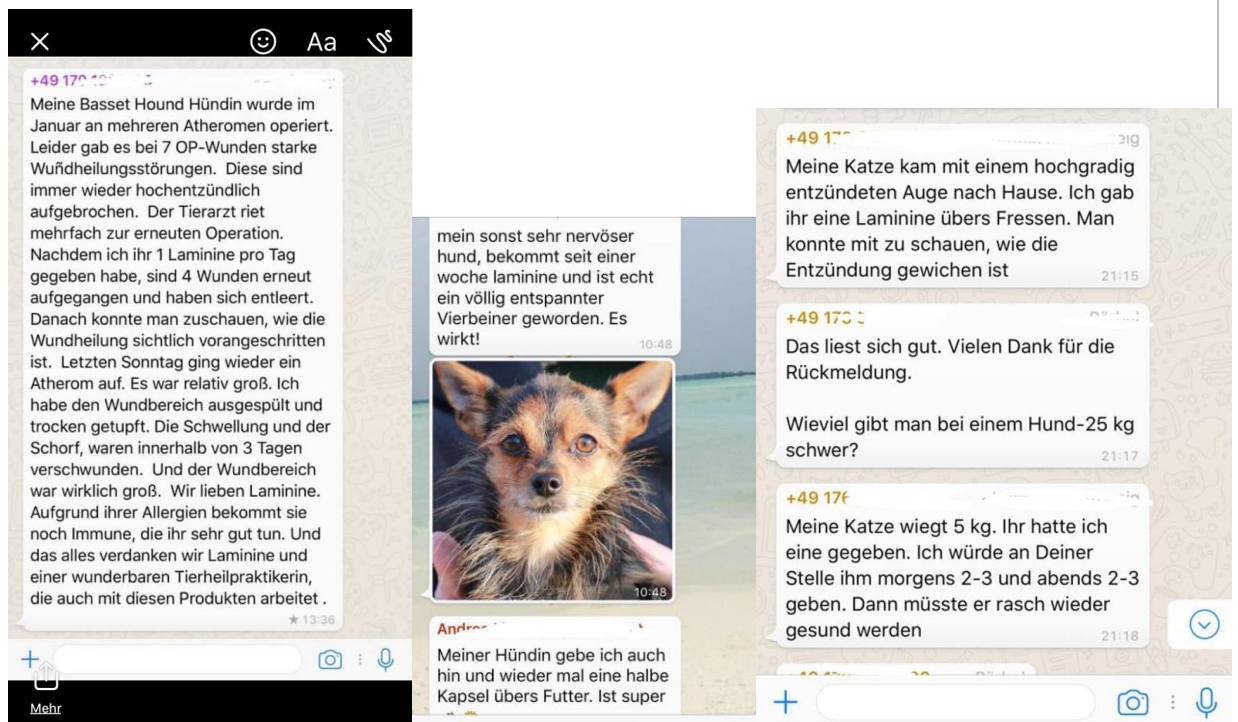 Aa
+49 170
Meine Basset Hound Hündin wurde im
Januar an mehreren Atheromen operiert.
Leider gab es bei 7 OP-Wunden starke
Wuñdheilungsstörungen. Diese sind
immer wieder hochentzündlich
aufgebrochen. Der Tierarzt riet
mehrfach zur erneuten Operation.
Nachdem ich ihr 1 Laminine pro Tag
gegeben habe, sind 4 Wunden erneut
aufgegangen und haben sich entleert.
Danach konnte man zuschauen, wie die
Wundheilung sichtlich vorangeschritten
ist. Letzten Sonntag ging wieder ein
Atherom auf. Es war relativ groß. Ich
habe den Wundbereich ausgespült und
trocken getupft. Die Schwellung und der
Schorf, waren innerhalb von 3 Tagen
verschwunden. Und der Wundbereich
war wirklich groß. Wir lieben Laminine.
Aufgrund ihrer Allergien bekommt sie
noch Immune, die ihr sehr gut tun. Und
das alles verdanken wir Laminine und
einer wunderbaren Tierheilpraktikerin,
die auch mit diesen Produkten arbeitet .
★ 13:36
Mehr
mein sonst sehr nervöser
hund, bekommt seit einer
woche laminine und ist echt
ein völlig entspannter
Vierbeiner geworden. Es
wirkt!
10:48
10:48
Meiner Hündin gebe ich auch
hin und wieder mal eine halbe
Kapsel übers Futter. Ist super
+49
Meine Katze kam mit einem hochgradig
entzündeten Auge nach Hause. Ich gab
ihr eine Laminine übers Fressen. Man
konnte mit zu schauen, wie die
Entzündung gewichen ist
21:15
+49
Das liest sich gut. Vielen Dank für die
Rückmeldung.
Wieviel gibt man bei einem Hund-25 kg
schwer?
21:17
+49
Meine Katze wiegt 5 kg. Ihr hatte ich
eine gegeben. Ich würde an Deiner
Stelle ihm morgens 2-3 und abends 2-3
geben. Dann müsste er rasch wieder
gesund werden
21:18